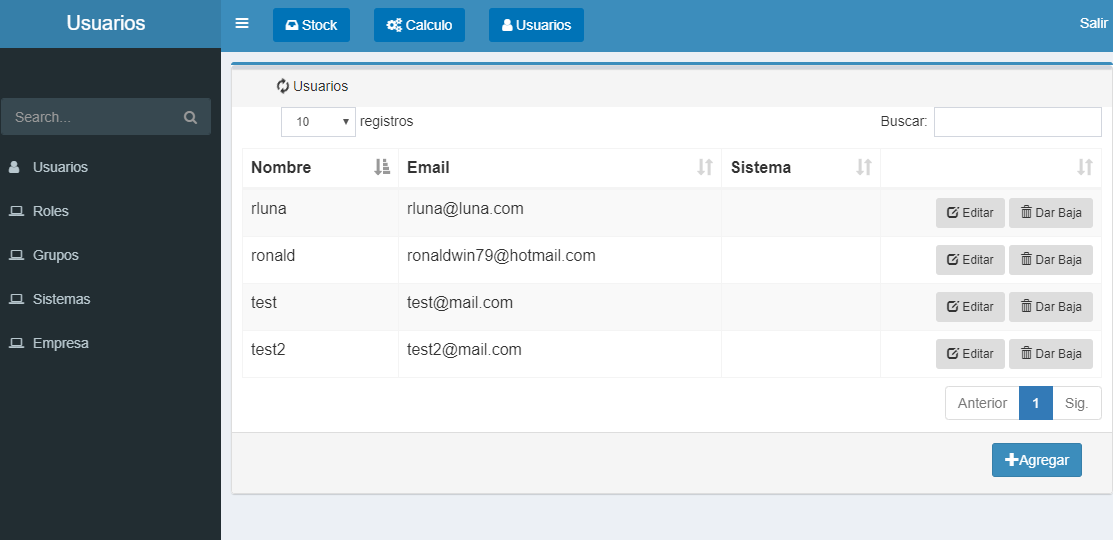 Usuarios
Stock Calculo Usuarios Salir
Search...
Usuarios
Roles
Grupos
Sistemas
Empresa
Usuarios
10 registros Buscar:
Nombre Email Sistema
rluna rluna@luna.com Editar Dar Baja
ronald ronaldwin79@hotmail.com Editar Dar Baja
test test@mail.com Editar Dar Baja
test2 test2@mail.com Editar Dar Baja
Anterior 1 Sig.
Agregar